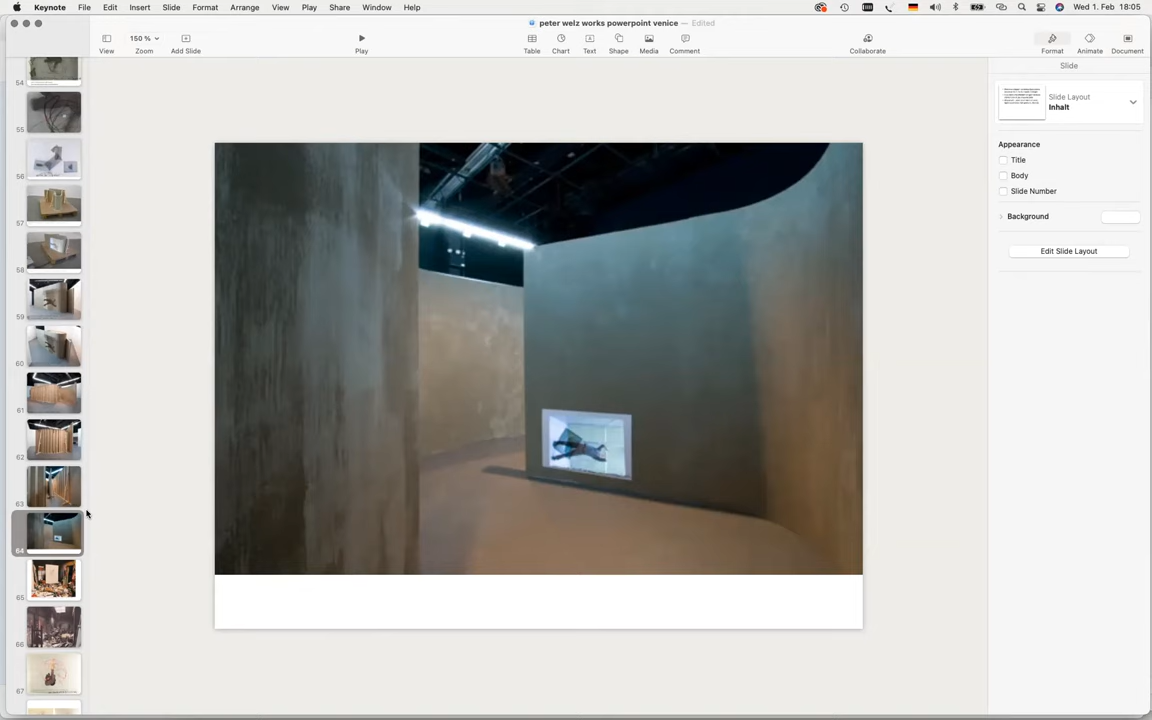 Keynote File Edit Insert Slide Format Arrange View Play Share Window Help Wed 1. Feb 18:05
peter welz works powerpoint venice — Edited
150 %
View Zoom Add Slide Play Table Chart Text Shape Media Comment Collaborate Format Animate Document
Slide
Slide Layout
Inhalt
Appearance
Title
Body
Slide Number
Background
Edit Slide Layout
54
55
56
57
58
59
60
61
62
63
64
65
66
67